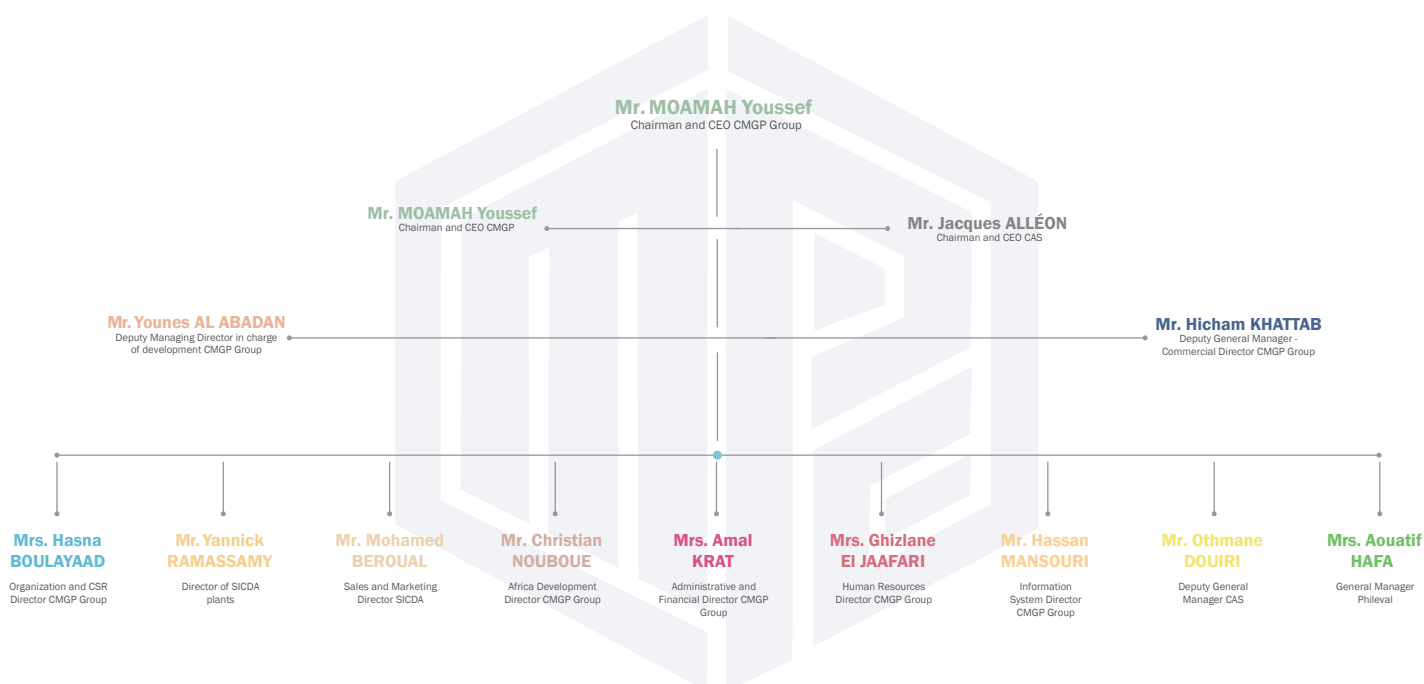 Mr. MOAMAH Youssef
Chairman and CEO CMGP Group
Mr. MOAMAH Youssef
Chairman and CEO CMGP
Mr. Jacques ALLÉON
Chairman and CEO CAS
Mr. Younes AL ABADAN
Deputy Managing Director in charge
of development CMGP Group
Mr. Hicham KHATTAB
Deputy General Manager -
Commercial Director CMGP Group
Mrs. Hasna
BOULAYAAD
Organization and CSR
Director CMGP Group
Mr. Yannick
RAMASSAMY
Director of SICDA
plants
Mr. Mohamed
BEROUAL
Sales and Marketing
Director SICDA
Mr. Christian
NOUBOUE
Africa Development
Director CMGP Group
Mrs. Amal
KRAT
Administrative and
Financial Director CMGP
Group
Mrs. Ghizlane
El JAAFARI
Human Resources
Director CMGP Group
Mr. Hassan
MANSOURI
Information
System Director
CMGP Group
Mr. Othmane
DOUIRI
Deputy General
Manager CAS
Mrs. Aouatif
HAFA
General Manager
Phileval